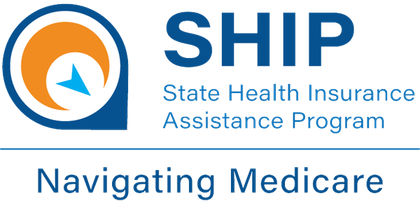 SHIP
State Health Insurance
Assistance Program
Navigating Medicare